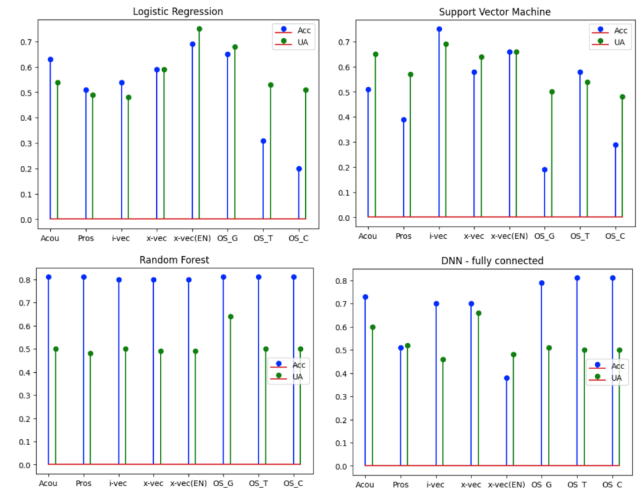 Logistic Regression
0.7
0.6
0.5
0.4
0.3
0.2
0.1
0.0
Acc
UA
Acou Pros i-vec x-vec x-vec(EN) OS_G OS_T OS_C
Support Vector Machine
0.7
0.6
0.5
0.4
0.3
0.2
0.1
0.0
Acc
UA
Acou Pros i-vec x-vec x-vec(EN) OS_G OS_T OS_C
Random Forest
0.8
0.7
0.6
0.5
0.4
0.3
0.2
0.1
0.0
Acc
UA
Acou Pros i-vec x-vec x-vec(EN) OS_G OS_T OS_C
DNN - fully connected
0.8
0.7
0.6
0.5
0.4
0.3
0.2
0.1
0.0
Acc
UA
Acou Pros i-vec x-vec x-vec(EN) OS_G OS_T OS_C